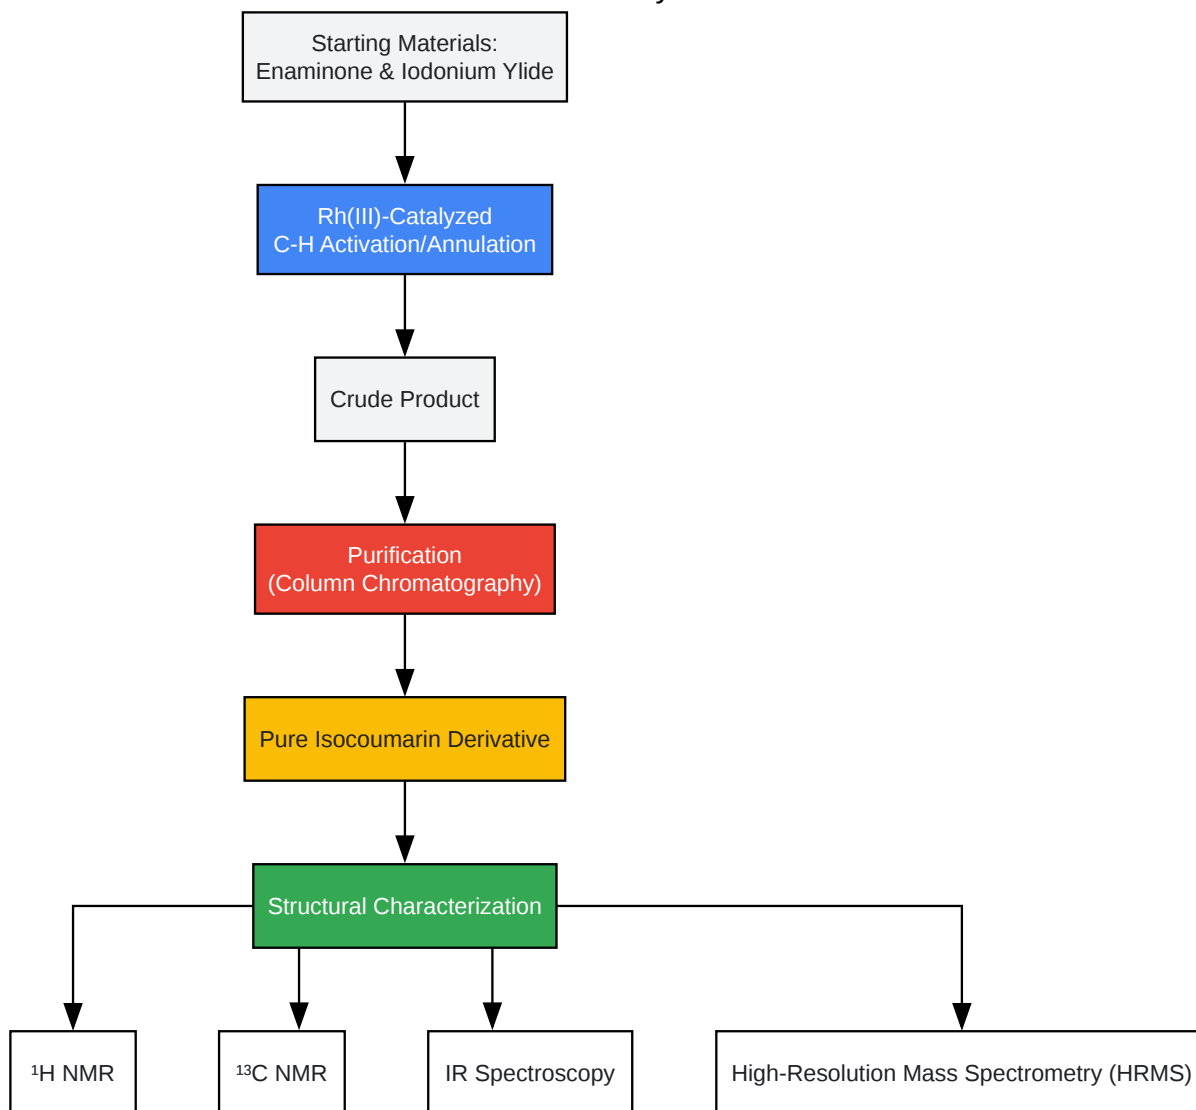 Starting Materials:
Enaminone & Iodonium Ylide
Rh(III)-Catalyzed
C-H Activation/Annulation
Crude Product
Purification
(Column Chromatography)
Pure Isocoumarin Derivative
Structural Characterization
¹H NMR
¹³C NMR
IR Spectroscopy
High-Resolution Mass Spectrometry (HRMS)